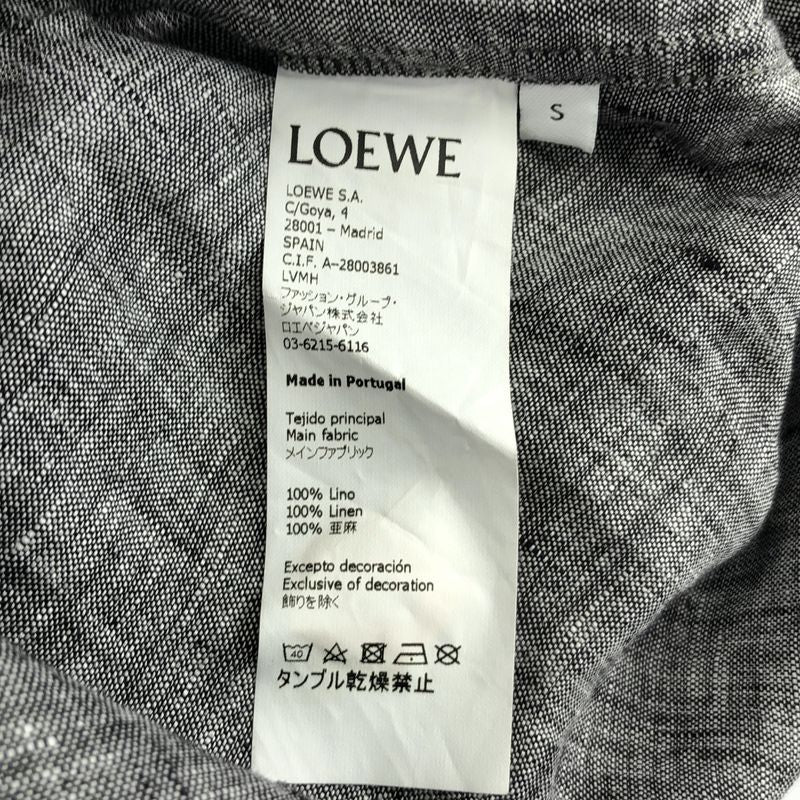 S
LOEWE
LOEWE S.A.
C/Goya, 4
28001 – Madrid
SPAIN
C.I.F. A-28003861
LVMH
ファッション・グループ・
ジャパン株式会社
ロエベジャパン
03-6215-6116
Made in Portugal
Tejido principal
Main fabric
メインファブリック
100% Lino
100% Linen
100% 亜麻
Excepto decoración
Exclusive of decoration
飾りを除く
40
タンブル乾燥禁止